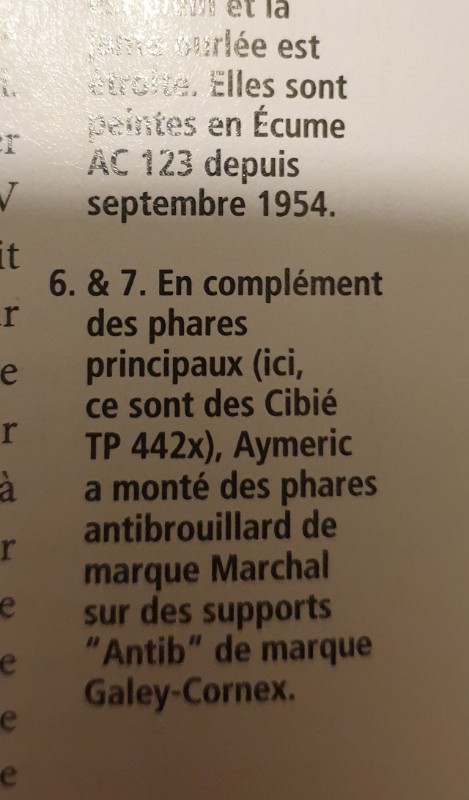 et la
jante ourlée est
étroite. Elles sont
peintes en Écume
AC 123 depuis
septembre 1954.
6. & 7. En complément
des phares
principaux (ici,
ce sont des Cibié
TP 442x), Aymeric
a monté des phares
antibrouillard de
marque Marchal
sur des supports
“Antib” de marque
Galey-Cornex.